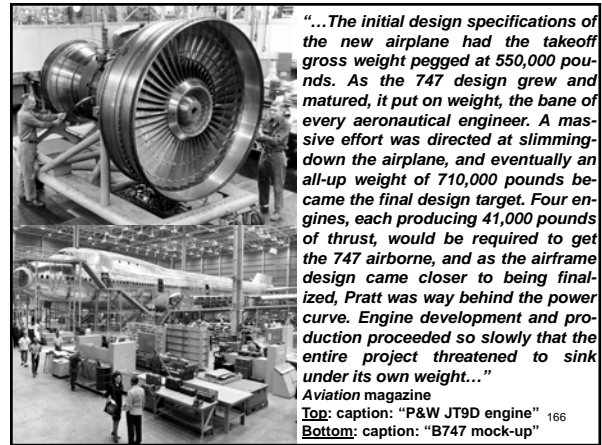 “…The initial design specifications of
the new airplane had the takeoff
gross weight pegged at 550,000 pou-
nds. As the 747 design grew and
matured, it put on weight, the bane of
every aeronautical engineer. A mas-
sive effort was directed at slimming-
down the airplane, and eventually an
all-up weight of 710,000 pounds be-
came the final design target. Four en-
gines, each producing 41,000 pounds
of thrust, would be required to get
the 747 airborne, and as the airframe
design came closer to being final-
ized, Pratt was way behind the power
curve. Engine development and pro-
duction proceeded so slowly that the
entire project threatened to sink
under its own weight…”
Aviation magazine
Top: caption: “P&W JT9D engine” 166
Bottom: caption: “B747 mock-up”